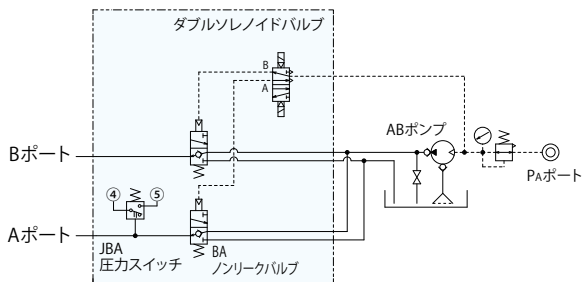 ダブルソレノイドバルブ
B
A
ABポンプ
Bポート
PAポート
④
⑤
Aポート
JBA
圧力スイッチ
BA
ノンリークバルブ